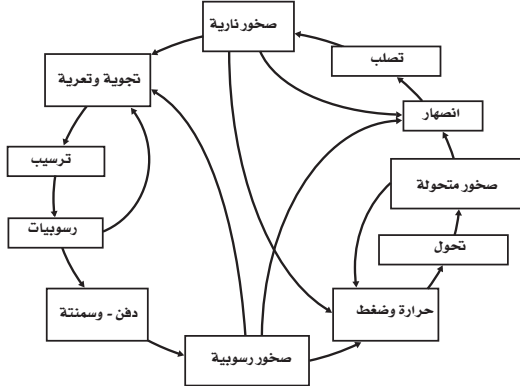 صخور نارية
تصلب
تجوية وتعرية
انصهار
ترسيب
صخور متحولة
رسوبيات
تحول
دفن - وسمنتة
حرارة وضغط
صخور رسوبية